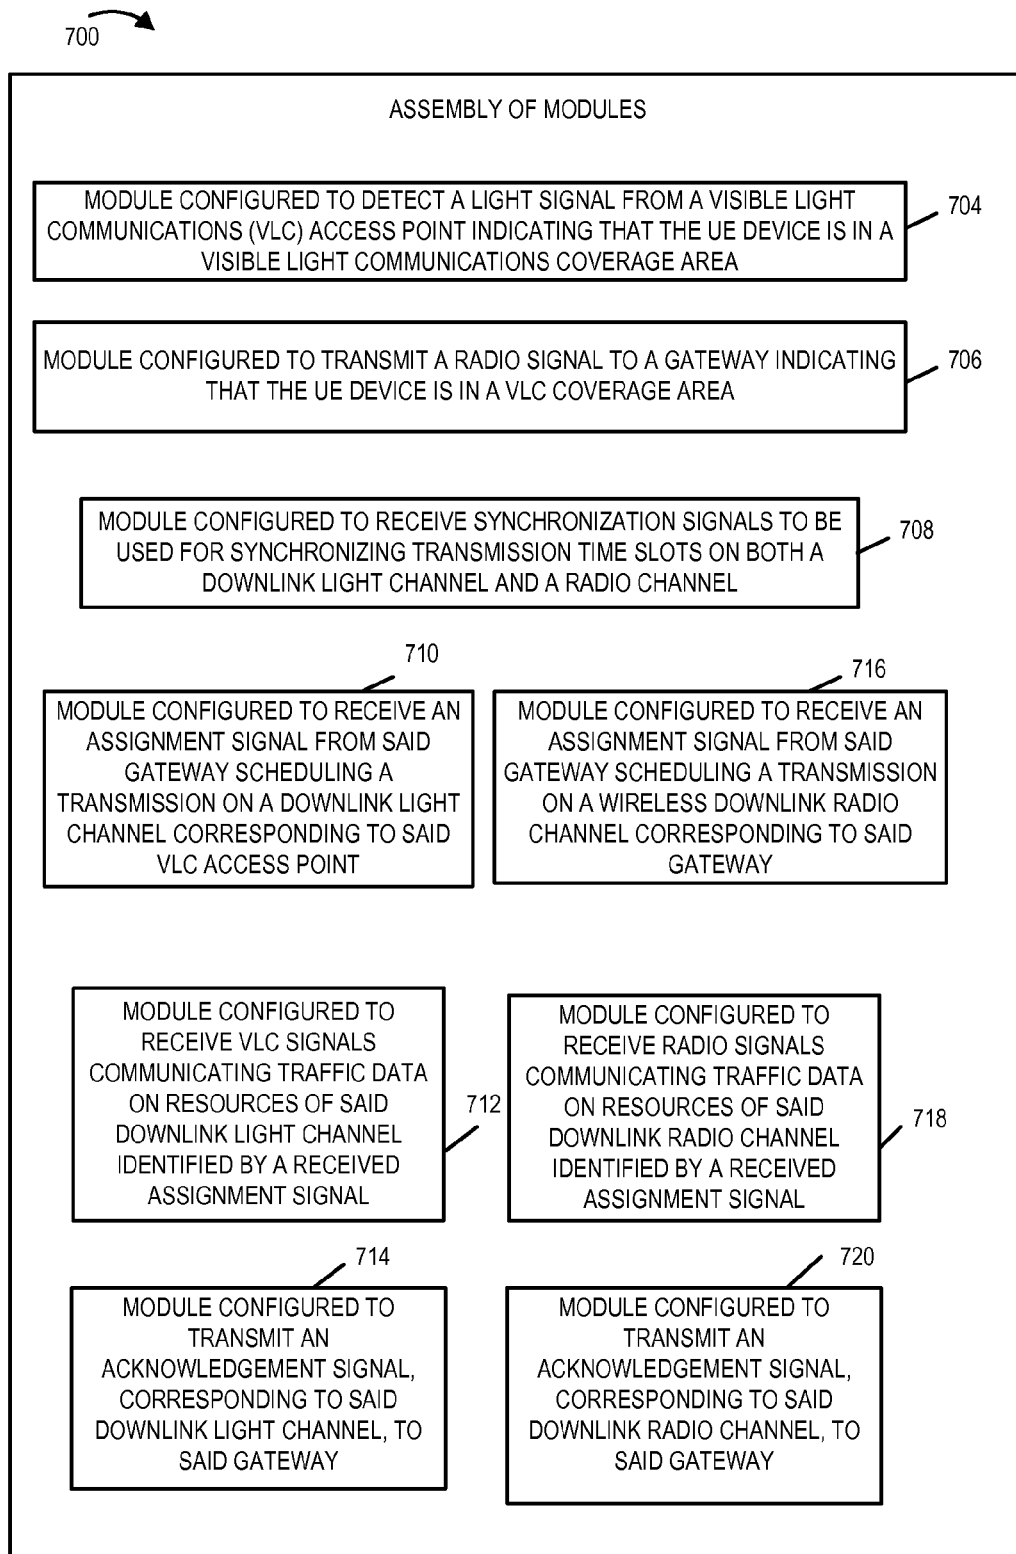 700
ASSEMBLY OF MODULES
MODULE CONFIGURED TO DETECT A LIGHT SIGNAL FROM A VISIBLE LIGHT
COMMUNICATIONS (VLC) ACCESS POINT INDICATING THAT THE UE DEVICE IS IN A
VISIBLE LIGHT COMMUNICATIONS COVERAGE AREA
704
MODULE CONFIGURED TO TRANSMIT A RADIO SIGNAL TO A GATEWAY INDICATING
THAT THE UE DEVICE IS IN A VLC COVERAGE AREA
706
MODULE CONFIGURED TO RECEIVE SYNCHRONIZATION SIGNALS TO BE
USED FOR SYNCHRONIZING TRANSMISSION TIME SLOTS ON BOTH A
DOWNLINK LIGHT CHANNEL AND A RADIO CHANNEL
708
710
MODULE CONFIGURED TO RECEIVE AN
ASSIGNMENT SIGNAL FROM SAID
GATEWAY SCHEDULING A
TRANSMISSION ON A DOWNLINK LIGHT
CHANNEL CORRESPONDING TO SAID
VLC ACCESS POINT
716
MODULE CONFIGURED TO RECEIVE AN
ASSIGNMENT SIGNAL FROM SAID
GATEWAY SCHEDULING A TRANSMISSION
ON A WIRELESS DOWNLINK RADIO
CHANNEL CORRESPONDING TO SAID
GATEWAY
MODULE CONFIGURED TO
RECEIVE VLC SIGNALS
COMMUNICATING TRAFFIC DATA
ON RESOURCES OF SAID
DOWNLINK LIGHT CHANNEL
IDENTIFIED BY A RECEIVED
ASSIGNMENT SIGNAL
712
MODULE CONFIGURED TO
RECEIVE RADIO SIGNALS
COMMUNICATING TRAFFIC DATA
ON RESOURCES OF SAID
DOWNLINK RADIO CHANNEL
IDENTIFIED BY A RECEIVED
ASSIGNMENT SIGNAL
718
714
MODULE CONFIGURED TO
TRANSMIT AN
ACKNOWLEDGEMENT SIGNAL,
CORRESPONDING TO SAID
DOWNLINK LIGHT CHANNEL, TO
SAID GATEWAY
720
MODULE CONFIGURED TO
TRANSMIT AN
ACKNOWLEDGEMENT SIGNAL,
CORRESPONDING TO SAID
DOWNLINK RADIO CHANNEL, TO
SAID GATEWAY